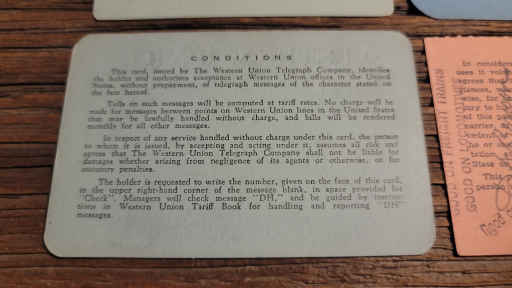 CONDITIONS
This card, issued by The Western Union Telegraph Company, identifies
the holder and authorizes acceptance at Western Union offices in the United
States, without prepayment, of telegraph messages of the character stated on
the face hereof.
Tolls on such messages will be computed at tariff rates. No charge will be
made for messages between points on Western Union lines in the United States
that may be lawfully handled without charge, and bills will be rendered
monthly for all other messages.
In respect of any service handled without charge under this card, the person
to whom it is issued, by accepting and acting under it, assumes all risk and
agrees that The Western Union Telegraph Company shall not be liable for
damages whether arising from negligence of its agents or otherwise, or for
statutory penalties.
The holder is requested to write the number, given on the face of this card,
in the upper right-hand corner of the message blank, in space provided for
"Check". Managers will check message "DH," and be guided by instruc-
tions in Western Union Tariff Book for handling and reporting "DH"
messages.
In consider
uses it volu
person